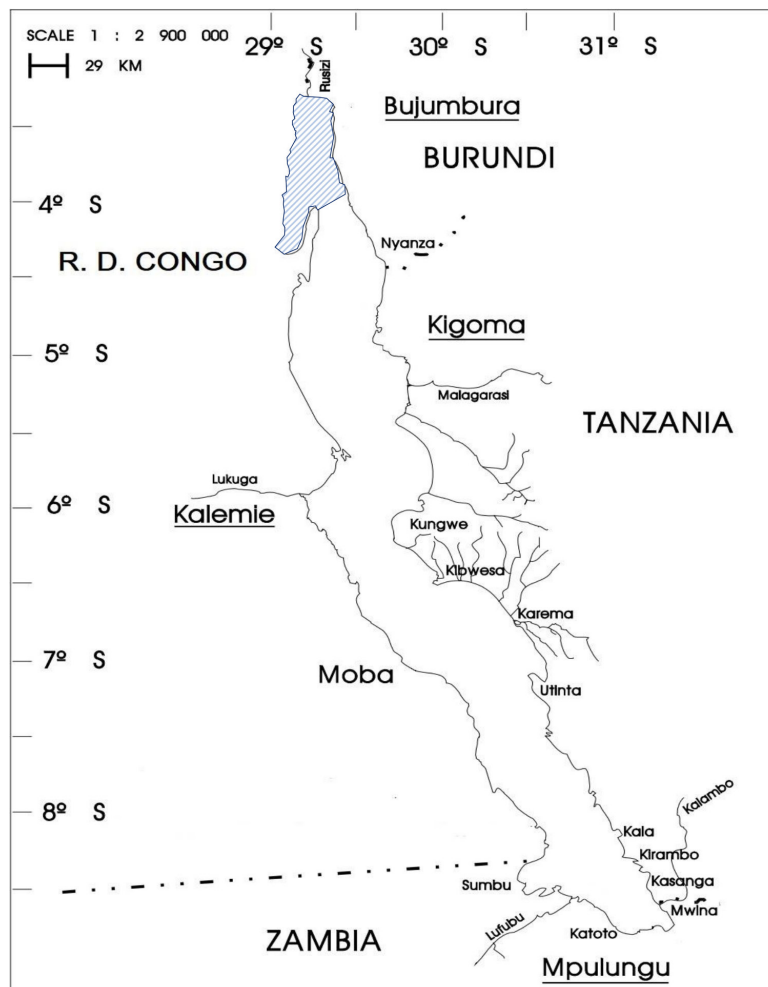 SCALE 1 : 2 900 000
29 KM
29º S
30º S
31º S
Rusizi
Bujumbura
BURUNDI
4º S
Nyanza
R. D. CONGO
Kigoma
5º S
Malagarasi
TANZANIA
Lukuga
6º S
Kalemie
Kungwe
Kibwesa
Karema
7º S
Moba
Utinta
Kalambo
8º S
Kala
Kirambo
Sumbu
Kasanga
Mwina
Lufubu
Katoto
ZAMBIA
Mpulungu